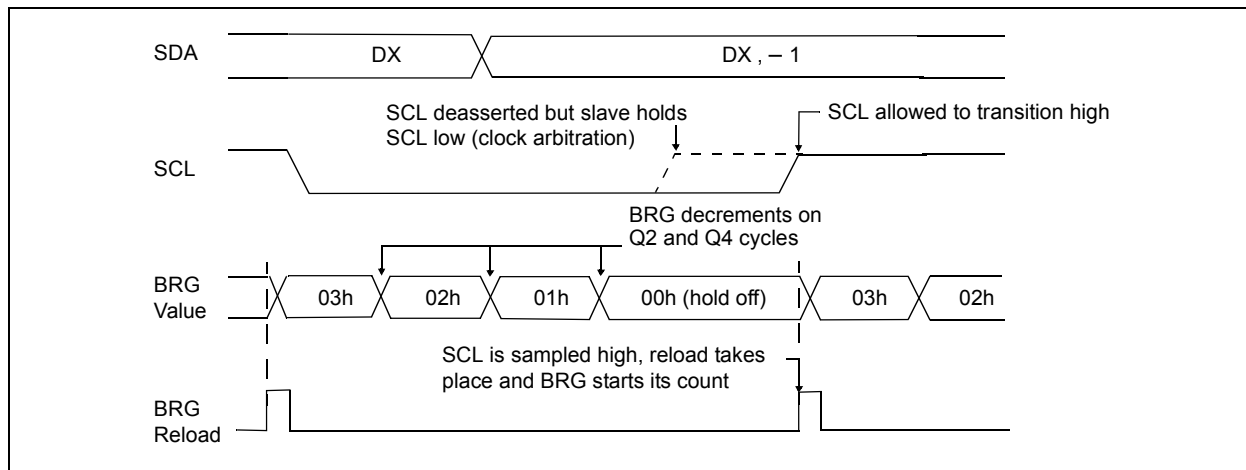 SDA
DX
DX , – 1
SCL deasserted but slave holds
SCL low (clock arbitration)
SCL allowed to transition high
SCL
BRG decrements on
Q2 and Q4 cycles
BRG
Value
03h
02h
01h
00h (hold off)
03h
02h
SCL is sampled high, reload takes
place and BRG starts its count
BRG
Reload